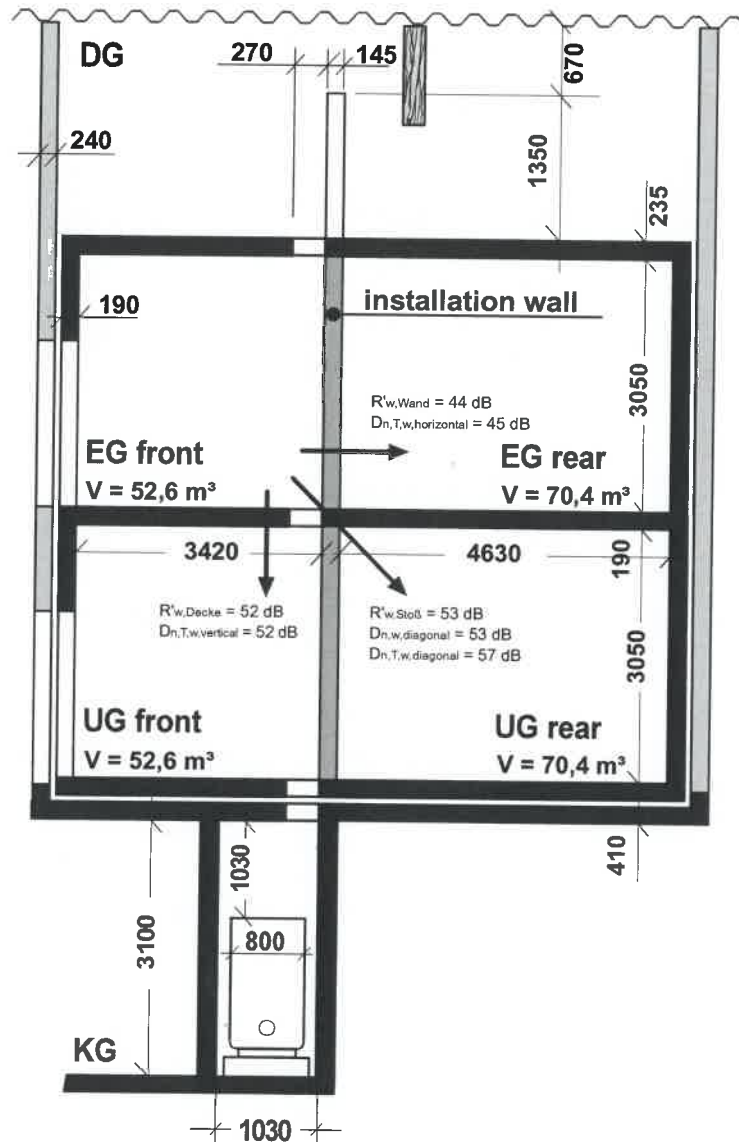 DG
270
145
670
240
1350
235
190
installation wall
R'w,Wand = 44 dB
Dn,T,w,horizontal = 45 dB
3050
EG front
V = 52,6 m³
EG rear
V = 70,4 m³
3420
4630
190
R'w,Decke = 52 dB
Dn,T,w,vertical = 52 dB
R'w,Stoß = 53 dB
Dn,w,diagonal = 53 dB
Dn,T,w,diagonal = 57 dB
3050
UG front
V = 52,6 m³
UG rear
V = 70,4 m³
1030
410
3100
800
KG
1030